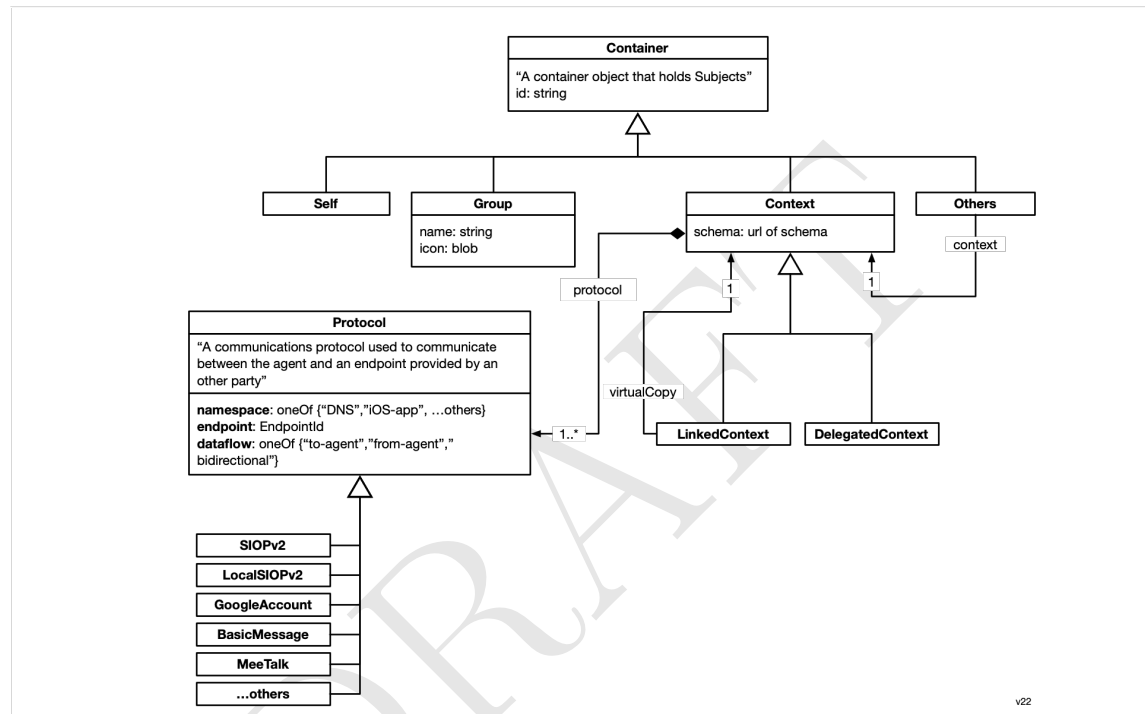 Container
“A container object that holds Subjects”
id: string
Self
Group
name: string
icon: blob
Context
schema: url of schema
Others
context
1
1
protocol
virtualCopy
1..*
LinkedContext
DelegatedContext
Protocol
“A communications protocol used to communicate
between the agent and an endpoint provided by an
other party”
namespace: oneOf {“DNS”,”iOS-app”, …others}
endpoint: EndpointId
dataflow: oneOf {“to-agent”,”from-agent”,”
bidirectional”}
SIOPv2
LocalSIOPv2
GoogleAccount
BasicMessage
MeeTalk
…others
DRAFT
v22